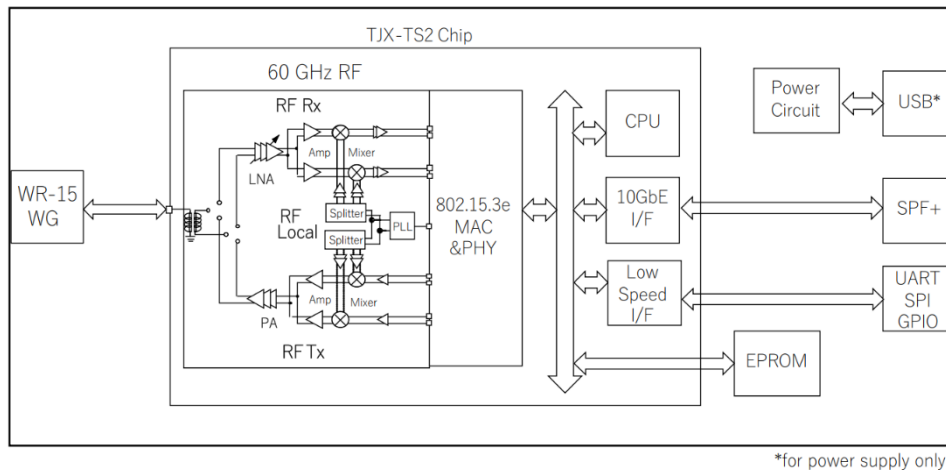 TJX-TS2 Chip
60 GHz RF
RF Rx
Amp
Mixer
LNA
WR-15
WG
RF
Local
Splitter
Splitter
PLL
802.15.3e
MAC
&PHY
Amp
Mixer
PA
RF Tx
CPU
10GbE
I/F
Low
Speed
I/F
Power
Circuit
USB*
SPF+
UART
SPI
GPIO
EPROM
*for power supply only